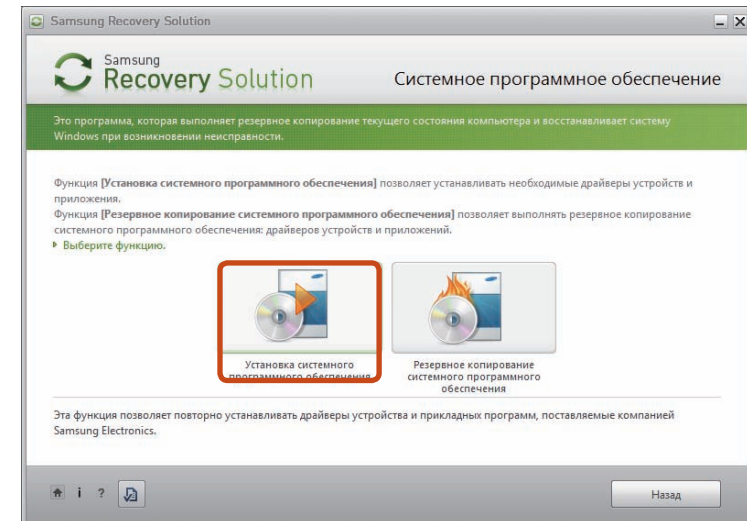 Samsung Recovery Solution
Samsung
Recovery Solution
Системное программное обеспечение
Это программа, которая выполняет резервное копирование текущего состояния компьютера и восстанавливает систему
Windows при возникновении неисправности.
Функция [Установка системного программного обеспечения] позволяет устанавливать необходимые драйверы устройств и
приложения.
Функция [Резервное копирование системного программного обеспечения] позволяет выполнять резервное копирование
системного программного обеспечения: драйверов устройств и приложений.
Выберите функцию.
Установка системного
программного обеспечения
Резервное копирование
системного программного
обеспечения
Эта функция позволяет повторно устанавливать драйверы устройства и прикладных программ, поставляемые компанией
Samsung Electronics.
i ?
Назад